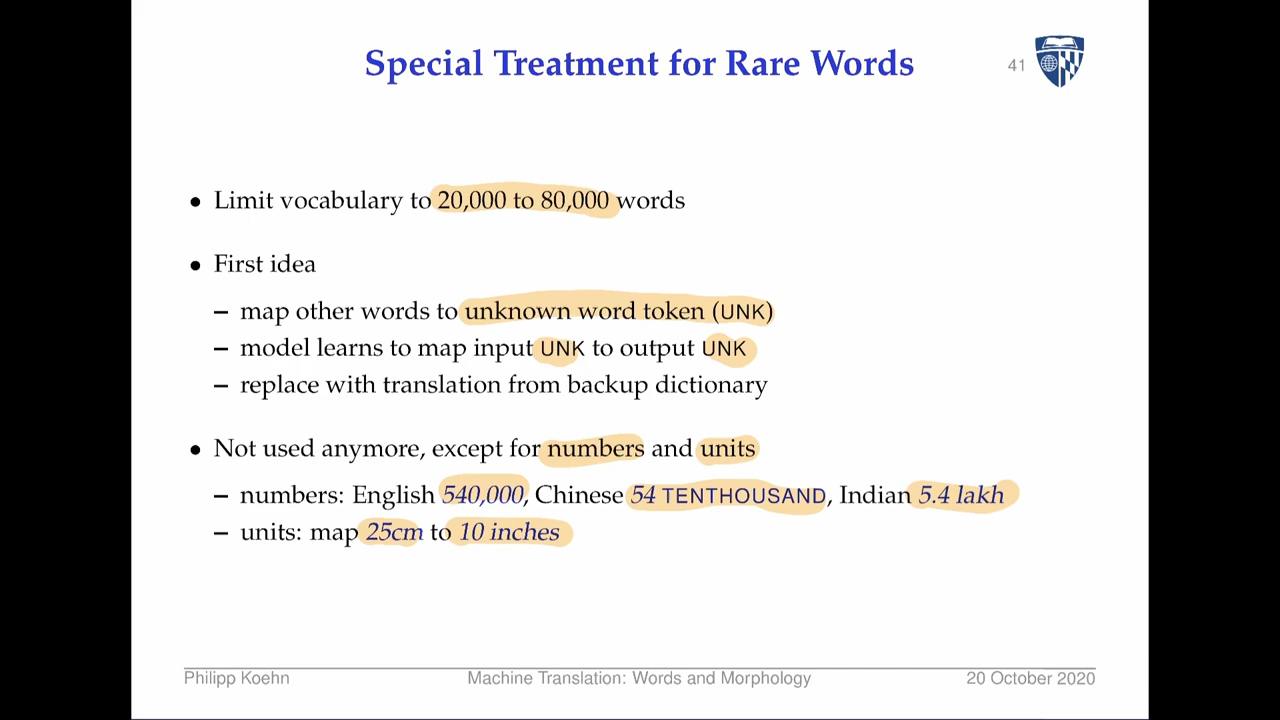 Special Treatment for Rare Words
41
• Limit vocabulary to 20,000 to 80,000 words
• First idea
– map other words to unknown word token (UNK)
– model learns to map input UNK to output UNK
– replace with translation from backup dictionary
• Not used anymore, except for numbers and units
– numbers: English 540,000, Chinese 54 TENTHOUSAND, Indian 5.4 lakh
– units: map 25cm to 10 inches
Philipp Koehn Machine Translation: Words and Morphology 20 October 2020